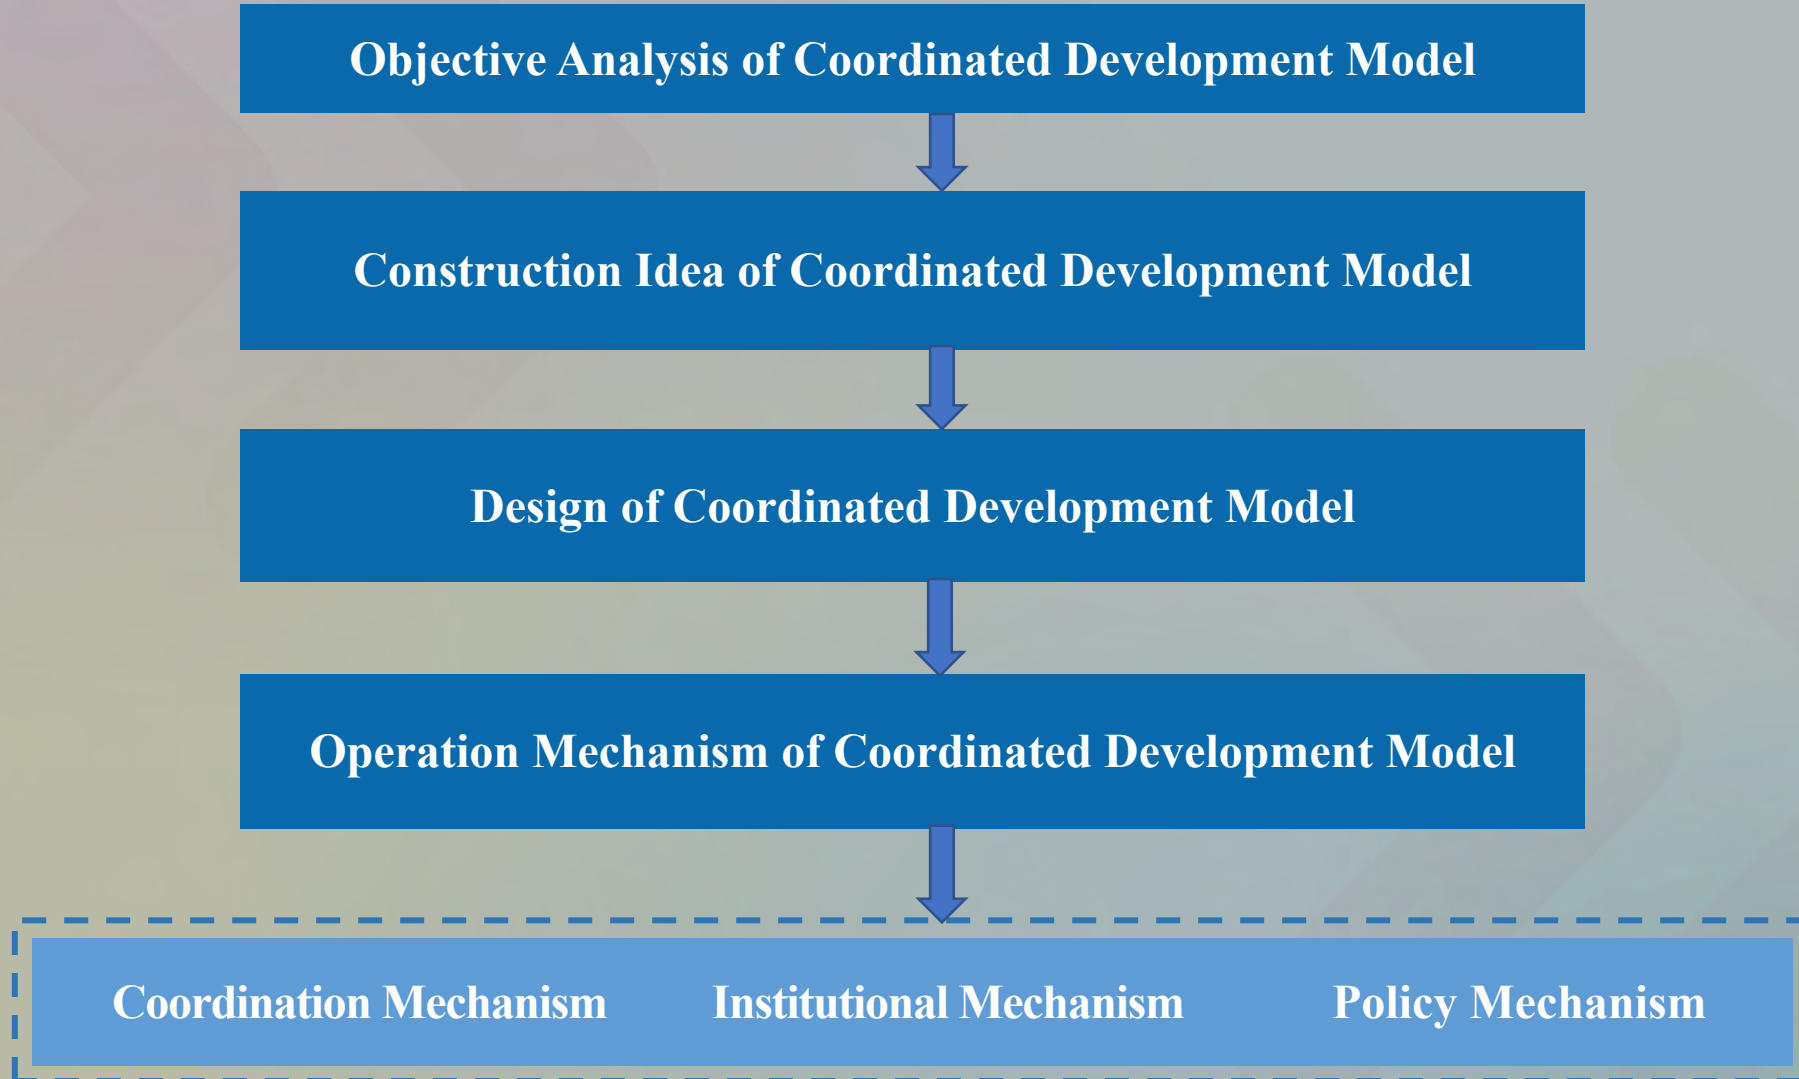 Objective Analysis of Coordinated Development Model
Construction Idea of Coordinated Development Model
Design of Coordinated Development Model
Operation Mechanism of Coordinated Development Model
Coordination Mechanism Institutional Mechanism Policy Mechanism